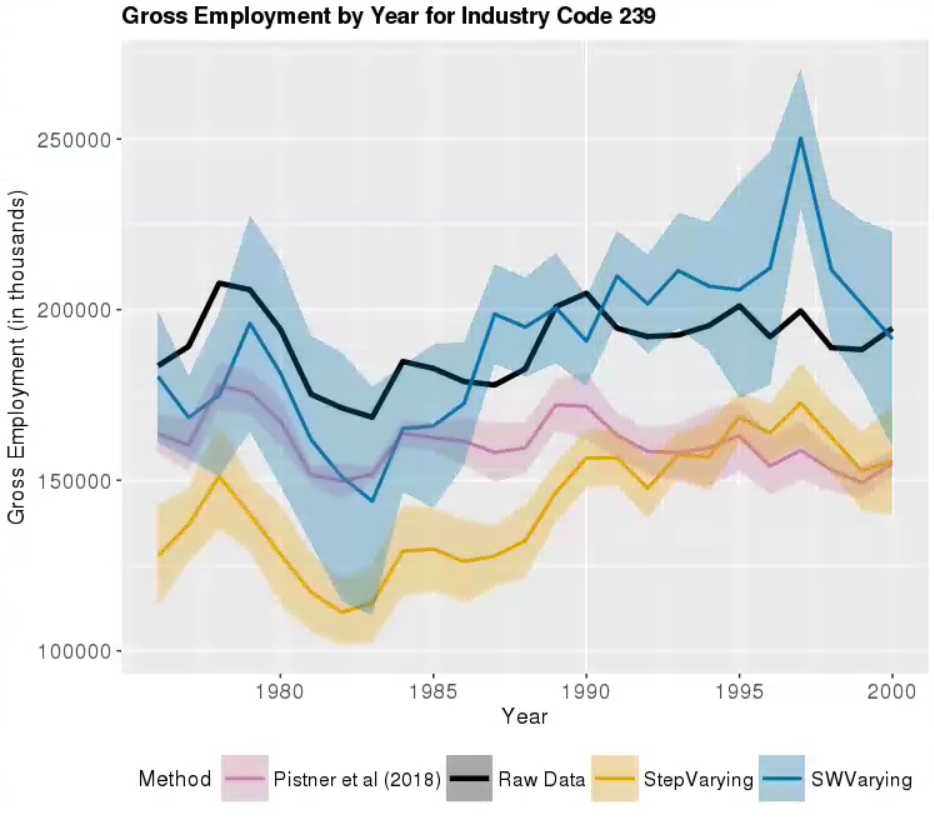 Gross Employment by Year for Industry Code 239
Gross Employment (in thousands)
250000
200000
150000
100000
1980 1985 1990 1995 2000
Year
Method Pistner et al (2018) Raw Data StepVarying SWVarying